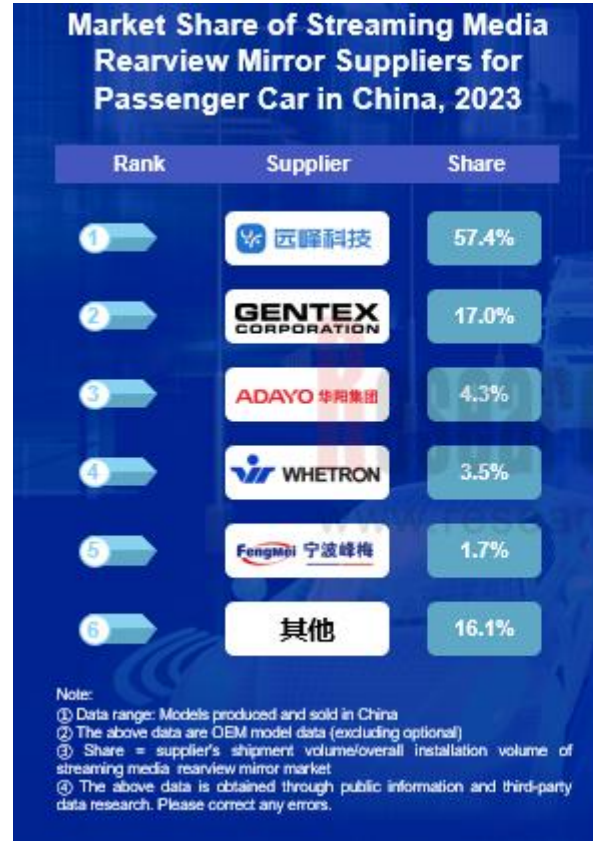 Market Share of Streaming Media
Rearview Mirror Suppliers for
Passenger Car in China, 2023
Rank Supplier Share
1 远峰科技 57.4%
2 GENTEX CORPORATION 17.0%
3 ADAYO 华阳集团 4.3%
4 WHETRON 3.5%
5 FengMei 宁波峰梅 1.7%
6 其他 16.1%
www.resear
Note:
① Data range: Models produced and sold in China
② The above data are OEM model data (excluding optional)
③ Share = supplier's shipment volume/overall installation volume of
streaming media rearview mirror market
④ The above data is obtained through public information and third-party
data research. Please correct any errors.